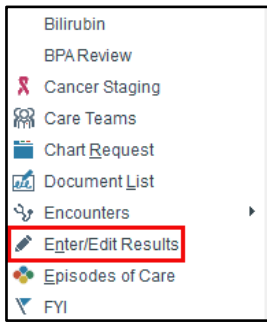 Bilirubin
BPA Review
Cancer Staging
Care Teams
Chart Request
Document List
Encounters
Enter/Edit Results
Episodes of Care
FYI